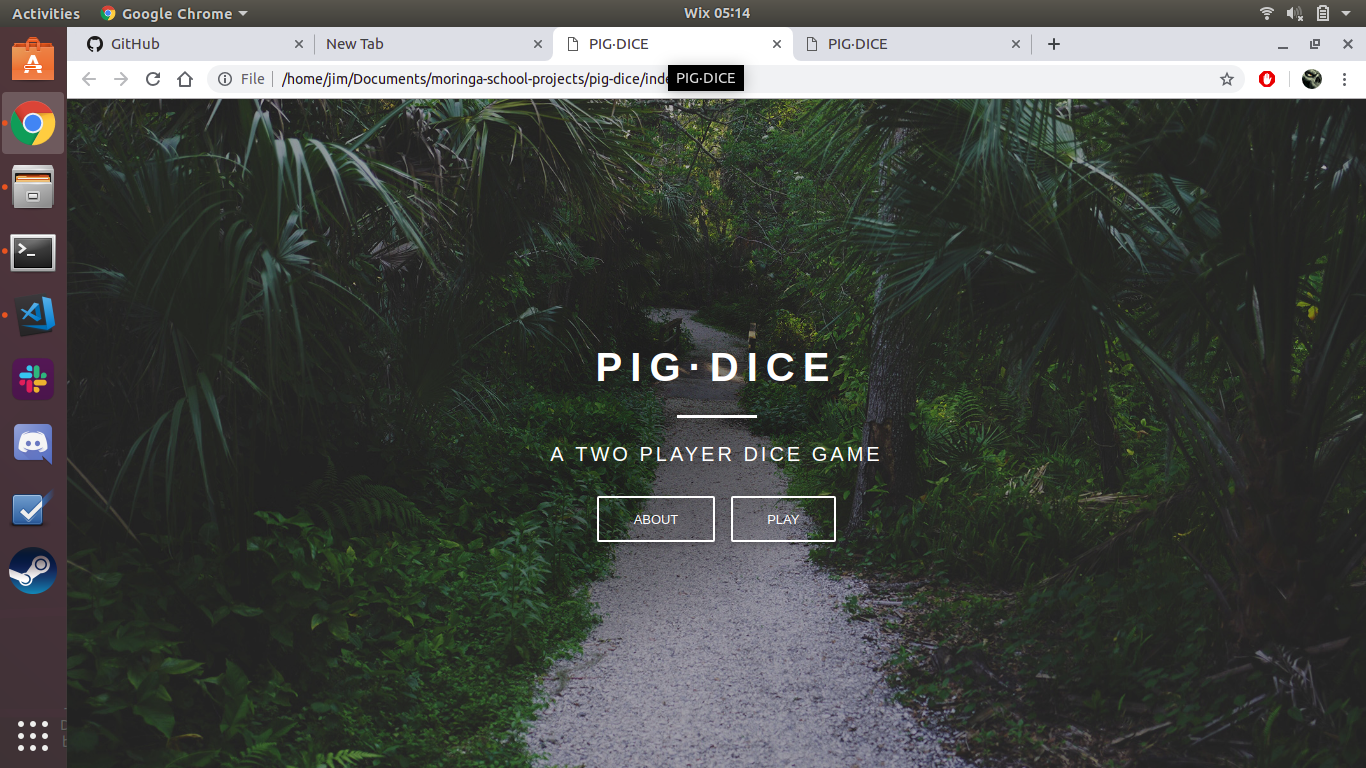 Activities Google Chrome Wix 05:14
GitHub New Tab PIG·DICE PIG·DICE
File /home/jim/Documents/moringa-school-projects/pig-dice/inde
PIG·DICE
PIG·DICE
A TWO PLAYER DICE GAME
ABOUT PLAY